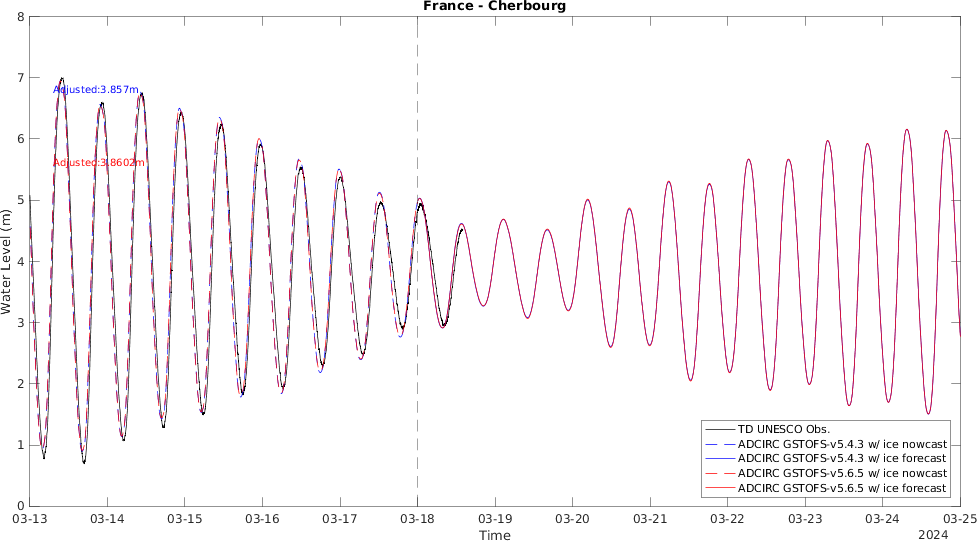 France - Cherbourg
8
7
6
5
4
3
2
1
0
Water Level (m)
Adjusted:3.857m
Adjusted:3.8602m
TD UNESCO Obs.
ADCIRC GSTOFS-v5.4.3 w/ ice nowcast
ADCIRC GSTOFS-v5.4.3 w/ ice forecast
ADCIRC GSTOFS-v5.6.5 w/ ice nowcast
ADCIRC GSTOFS-v5.6.5 w/ ice forecast
03-13 03-14 03-15 03-16 03-17 03-18 03-19 03-20 03-21 03-22 03-23 03-24 03-25
Time
2024